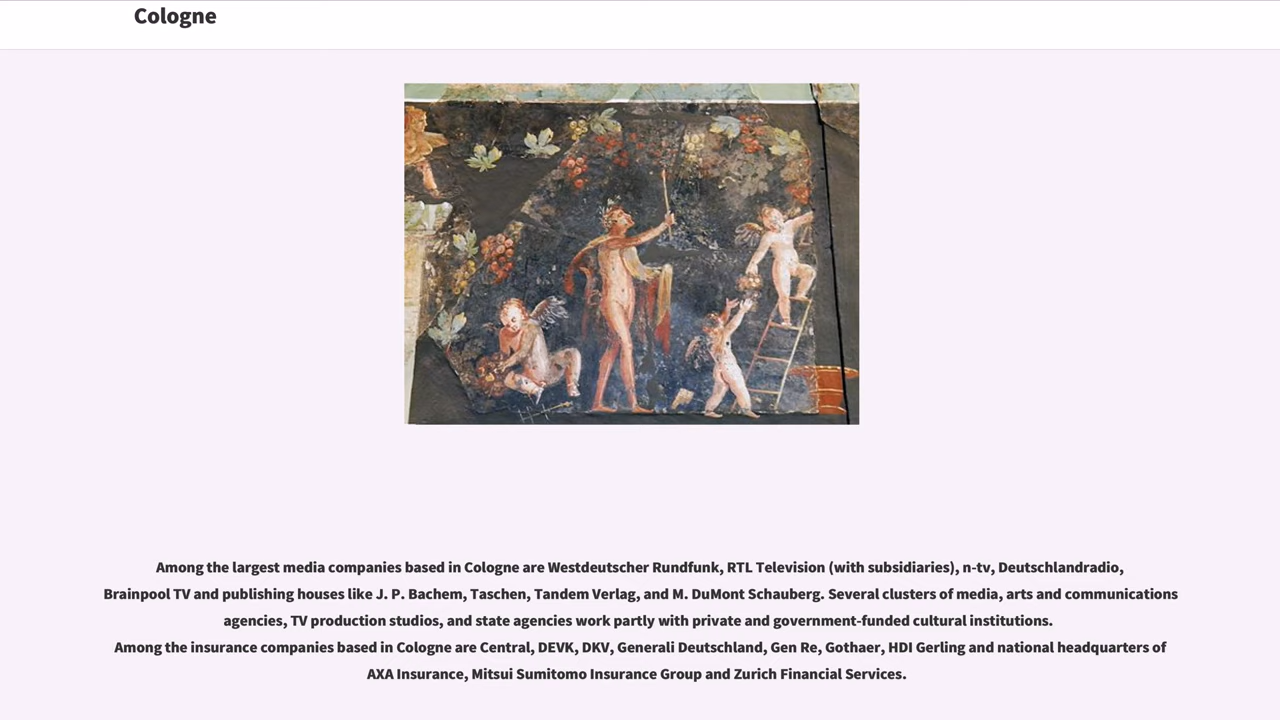 Cologne
Among the largest media companies based in Cologne are Westdeutscher Rundfunk, RTL Television (with subsidiaries), n-tv, Deutschlandradio,
Brainpool TV and publishing houses like J. P. Bachem, Taschen, Tandem Verlag, and M. DuMont Schauberg. Several clusters of media, arts and communications
agencies, TV production studios, and state agencies work partly with private and government-funded cultural institutions.
Among the insurance companies based in Cologne are Central, DEVK, DKV, Generali Deutschland, Gen Re, Gothaer, HDI Gerling and national headquarters of
AXA Insurance, Mitsui Sumitomo Insurance Group and Zurich Financial Services.